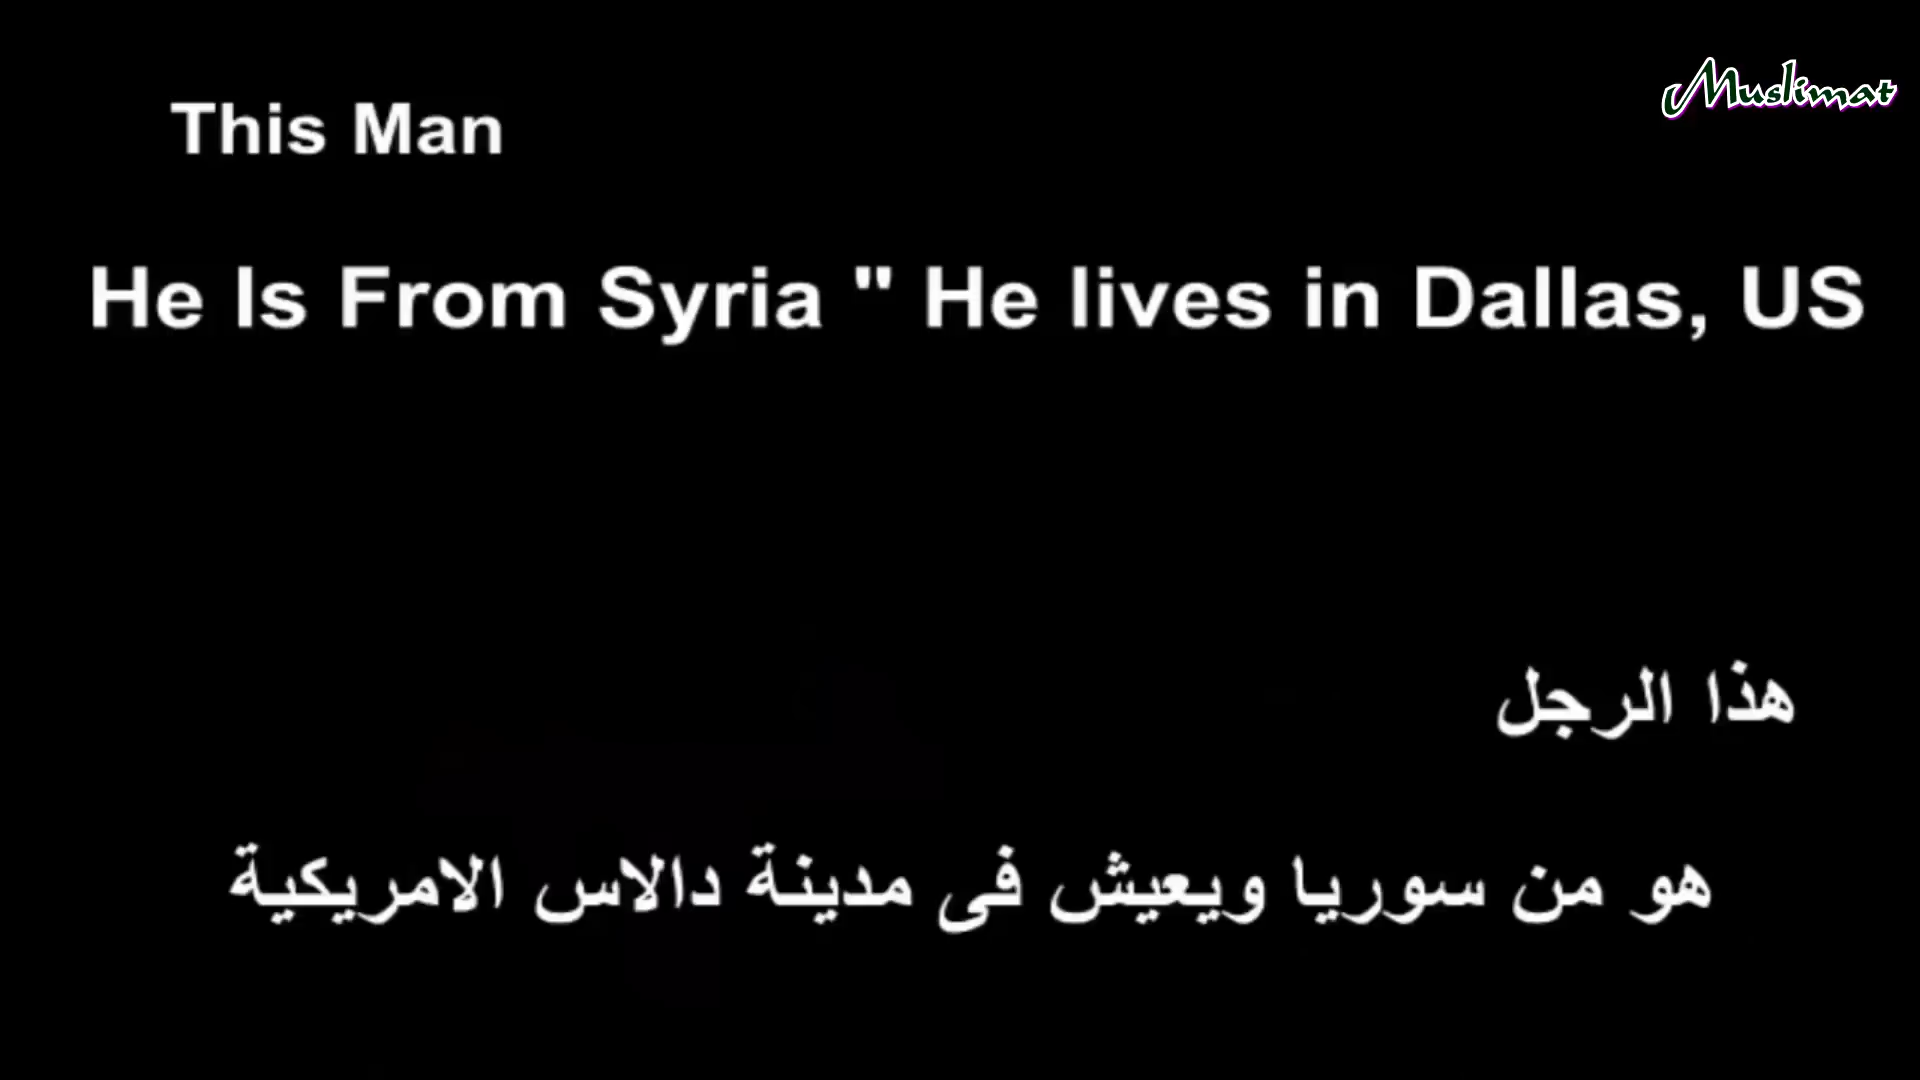 Muslimat
This Man
He Is From Syria " He lives in Dallas, US
هذا الرجل
هو من سوريا ويعيش فى مدينة دالاس الامريكية